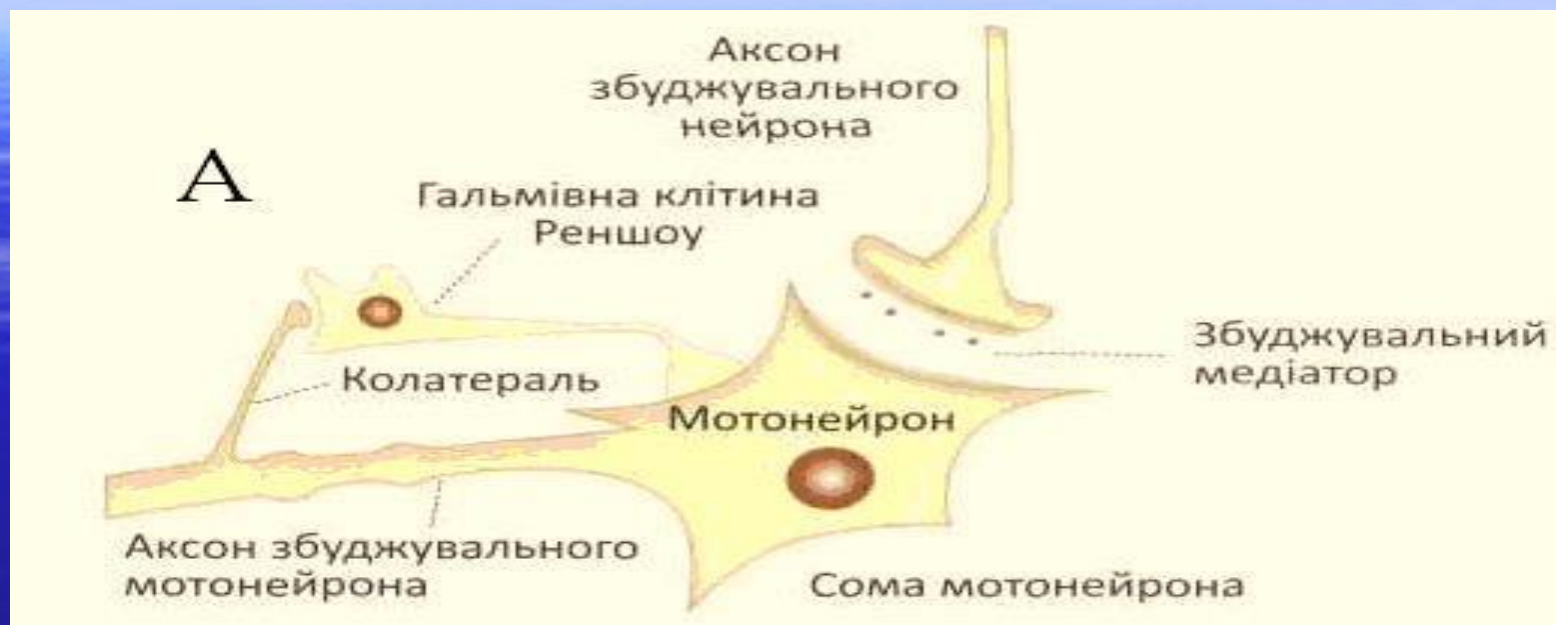 Аксон
збуджувального
нейрона
А
Гальмівна клітина
Реншоу
Збуджувальний
медіатор
Колатераль
Мотонейрон
Аксон збуджувального
мотонейрона
Сома мотонейрона